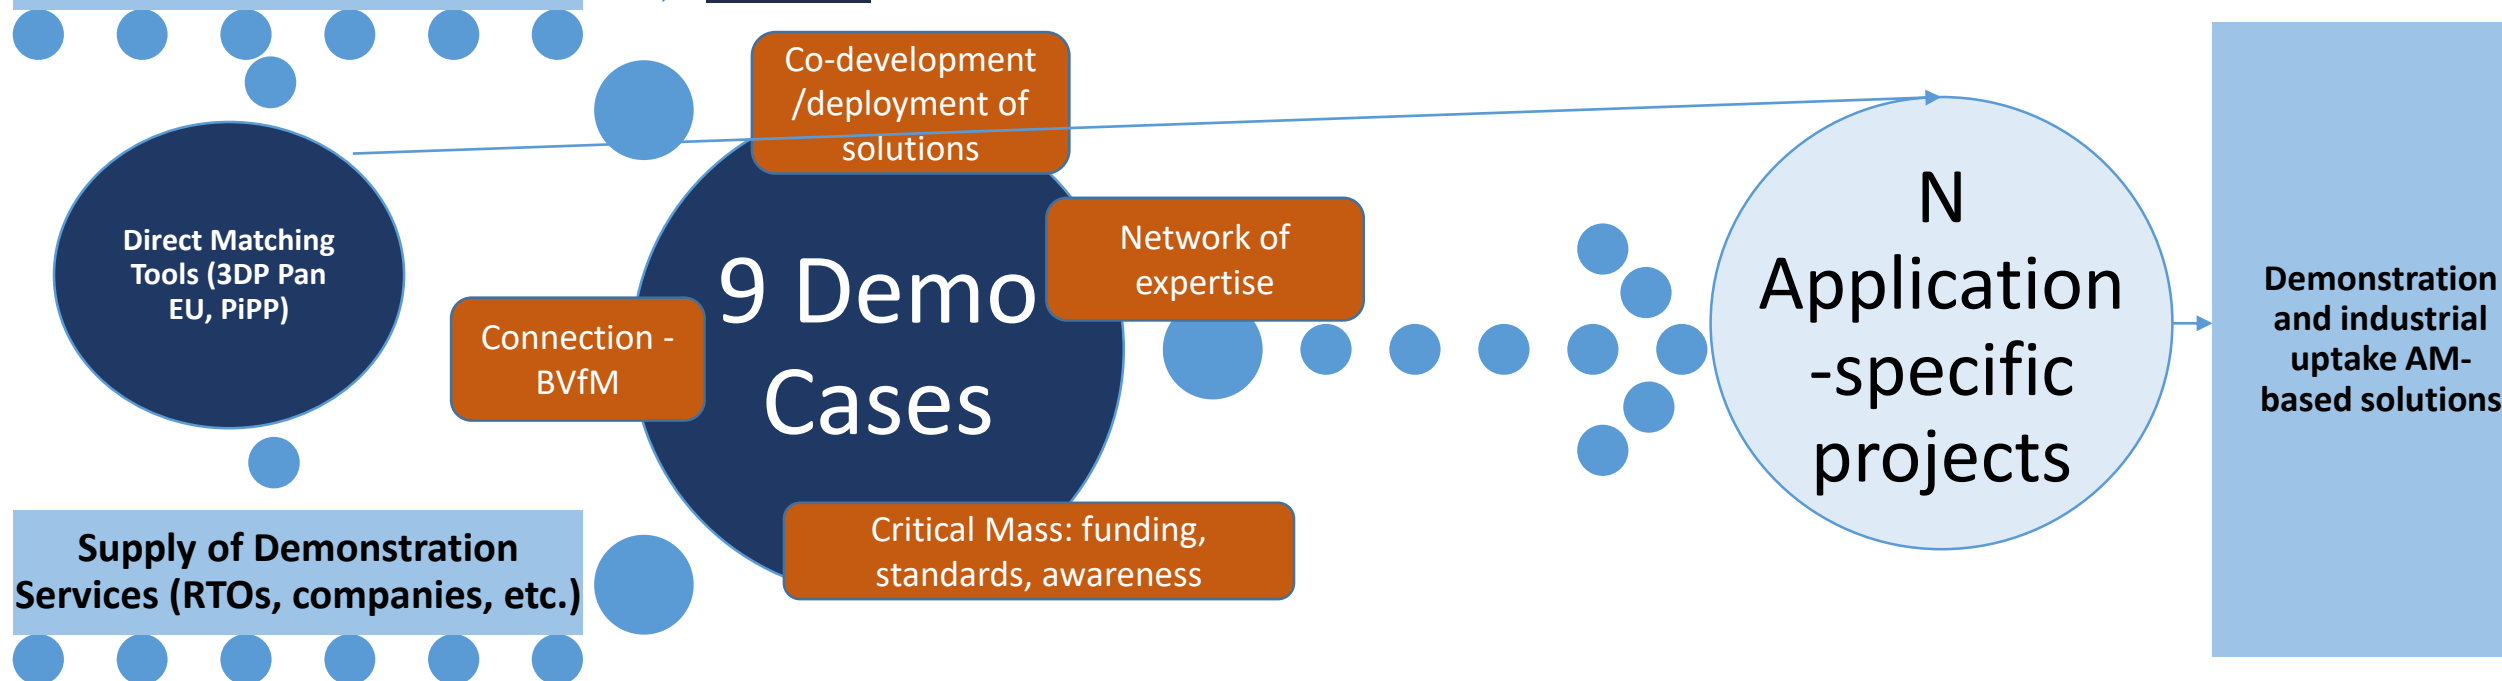 Co-development
/deployment of
solutions
Direct Matching
Tools (3DP Pan
EU, PiPP)
Connection -
BVfM
9 Demo
Cases
Network of
expertise
Critical Mass: funding,
standards, awareness
Supply of Demonstration
Services (RTOs, companies, etc.)
N
Application
-specific
projects
Demonstration
and industrial
uptake AM-
based solutions